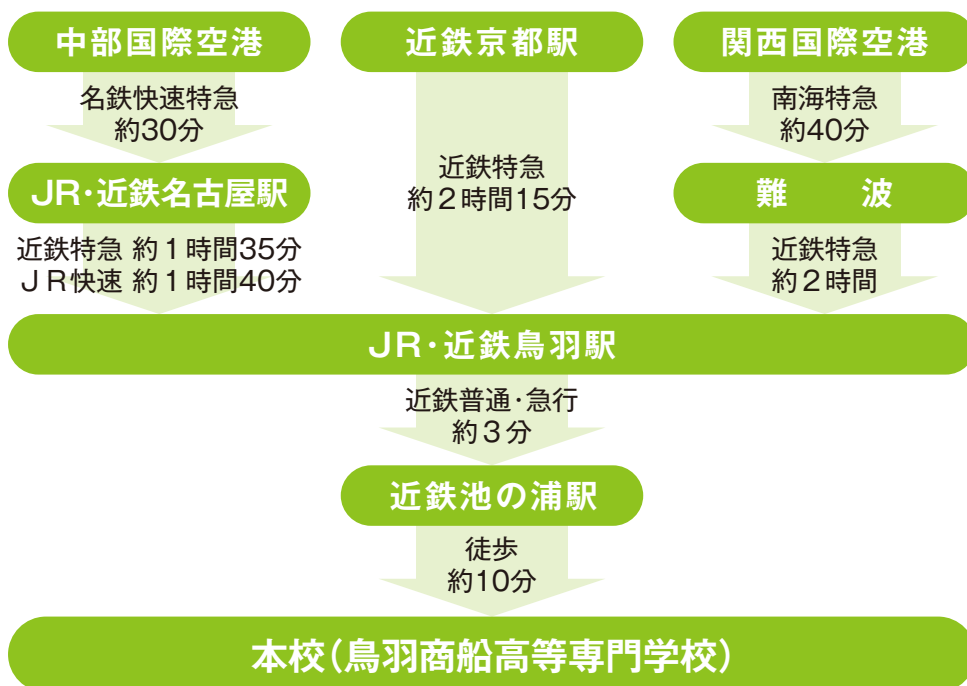 中部国際空港
近鉄京都駅
関西国際空港
名鉄快速特急
約30分
南海特急
約40分
近鉄特急
約２時間15分
JR・近鉄名古屋駅
難　波
近鉄特急 約１時間35分
ＪＲ快速 約１時間40分
近鉄特急
約２時間
JR・近鉄鳥羽駅
近鉄普通・急行
約３分
近鉄池の浦駅
徒歩
約10分
本校（鳥羽商船高等専門学校）